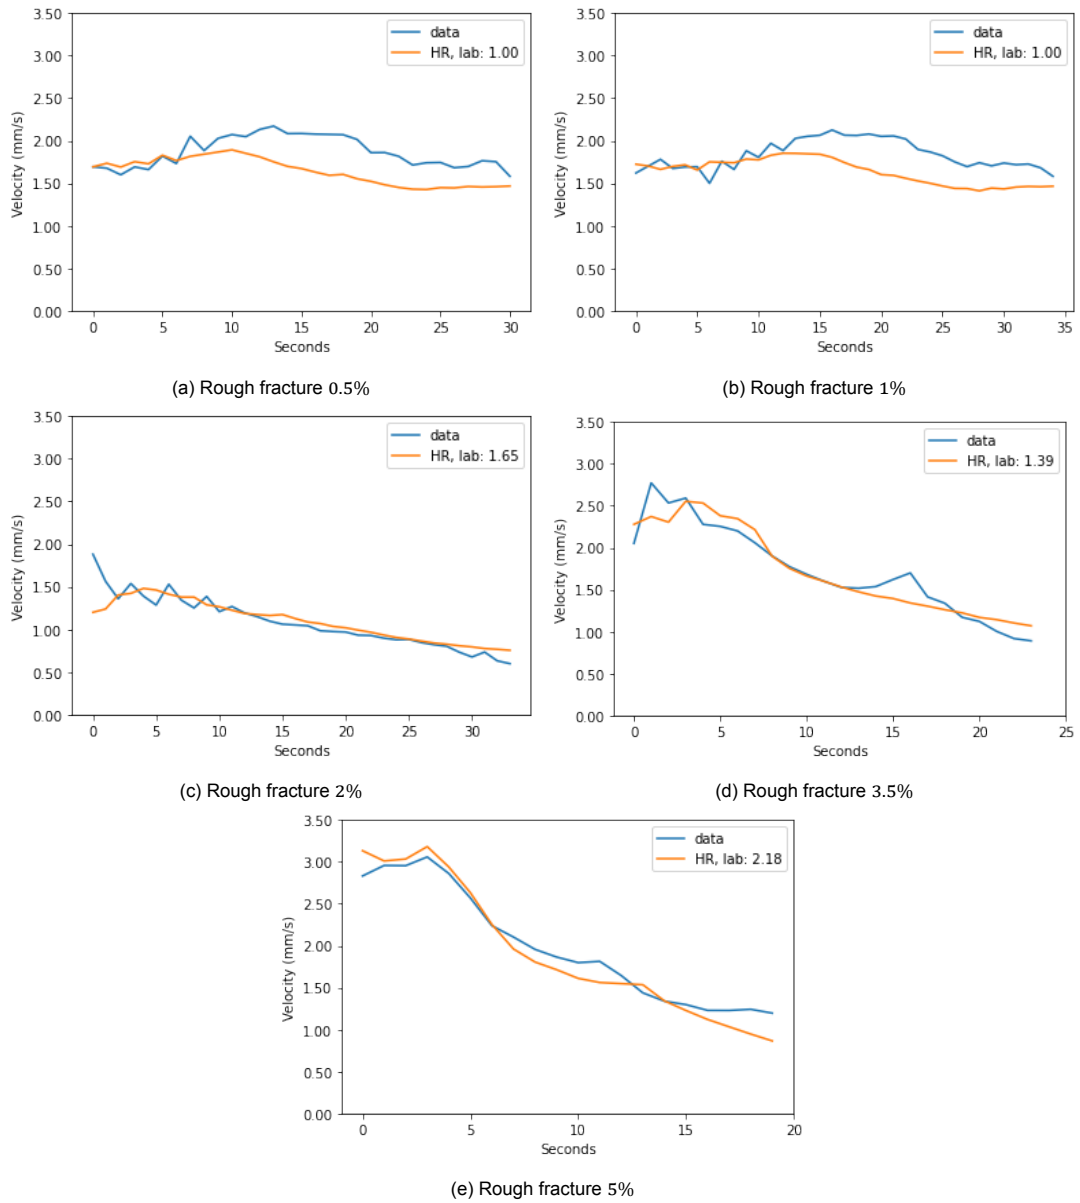 3.50
3.00
2.50
2.00
1.50
1.00
0.50
0.00
Velocity (mm/s)
data
HR, lab: 1.00
0 5 10 15 20 25 30
Seconds
(a) Rough fracture 0.5%
3.50
3.00
2.50
2.00
1.50
1.00
0.50
0.00
Velocity (mm/s)
data
HR, lab: 1.00
0 5 10 15 20 25 30 35
Seconds
(b) Rough fracture 1%
3.50
3.00
2.50
2.00
1.50
1.00
0.50
0.00
Velocity (mm/s)
data
HR, lab: 1.65
0 5 10 15 20 25 30
Seconds
(c) Rough fracture 2%
3.50
3.00
2.50
2.00
1.50
1.00
0.50
0.00
Velocity (mm/s)
data
HR, lab: 1.39
0 5 10 15 20 25
Seconds
(d) Rough fracture 3.5%
3.50
3.00
2.50
2.00
1.50
1.00
0.50
0.00
Velocity (mm/s)
data
HR, lab: 2.18
0 5 10 15 20
Seconds
(e) Rough fracture 5%